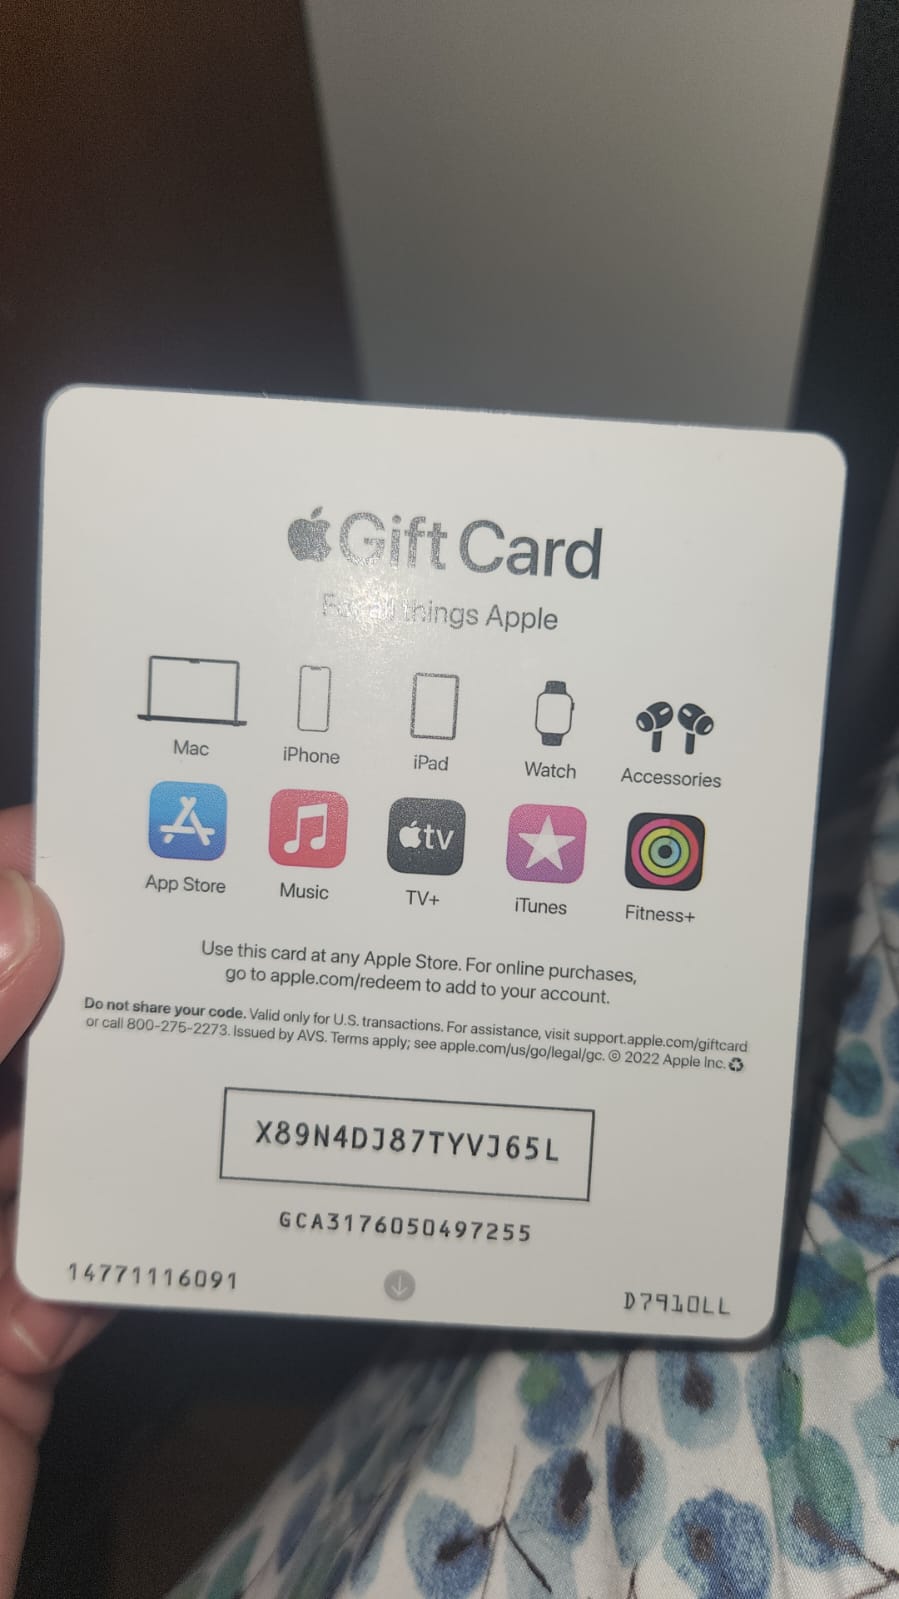 Gift Card
For all things Apple
Mac iPhone iPad Watch Accessories
tv
App Store Music TV+ iTunes Fitness+
Use this card at any Apple Store. For online purchases,
go to apple.com/redeem to add to your account.
Do not share your code. Valid only for U.S. transactions. For assistance, visit support.apple.com/giftcard
or call 800-275-2273. Issued by AVS. Terms apply; see apple.com/us/go/legal/gc. © 2022 Apple Inc.
X89N4DJ87TYVJ65L
GCA3176050497255
14771116091
D7910LL